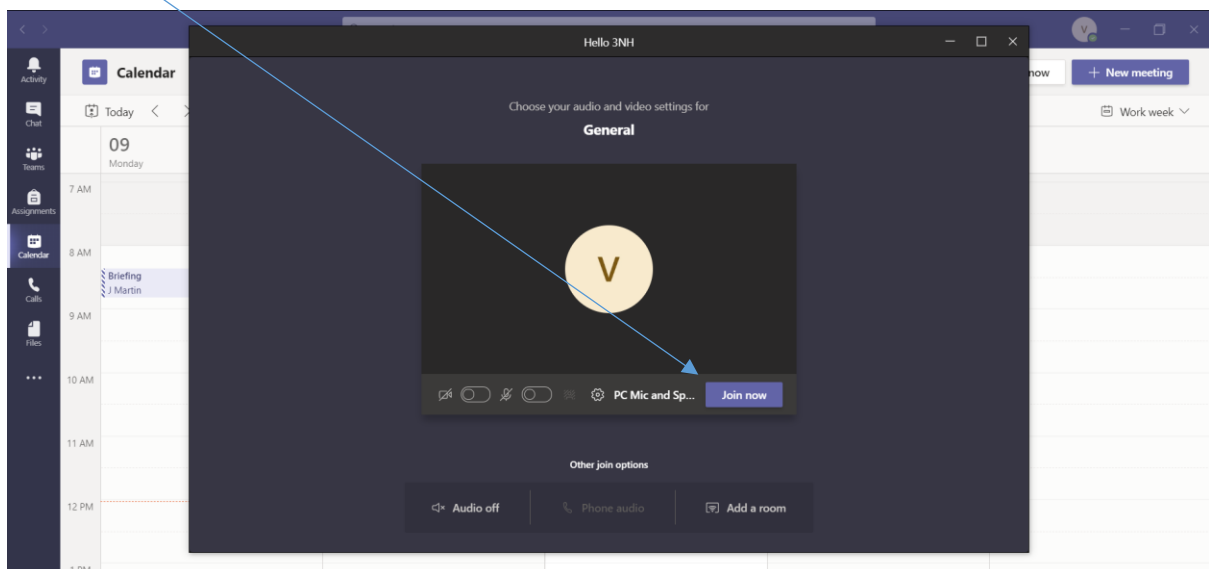 Hello 3NH
V
Activity
Calendar
now
+ New meeting
Chat
Today
Work week
Teams
09
Monday
Choose your audio and video settings for
General
Assignments
7 AM
Calendar
8 AM
V
Briefing
J Martin
Calls
9 AM
Files
10 AM
PC Mic and Sp...
Join now
11 AM
Other join options
12 PM
Audio off
Phone audio
Add a room